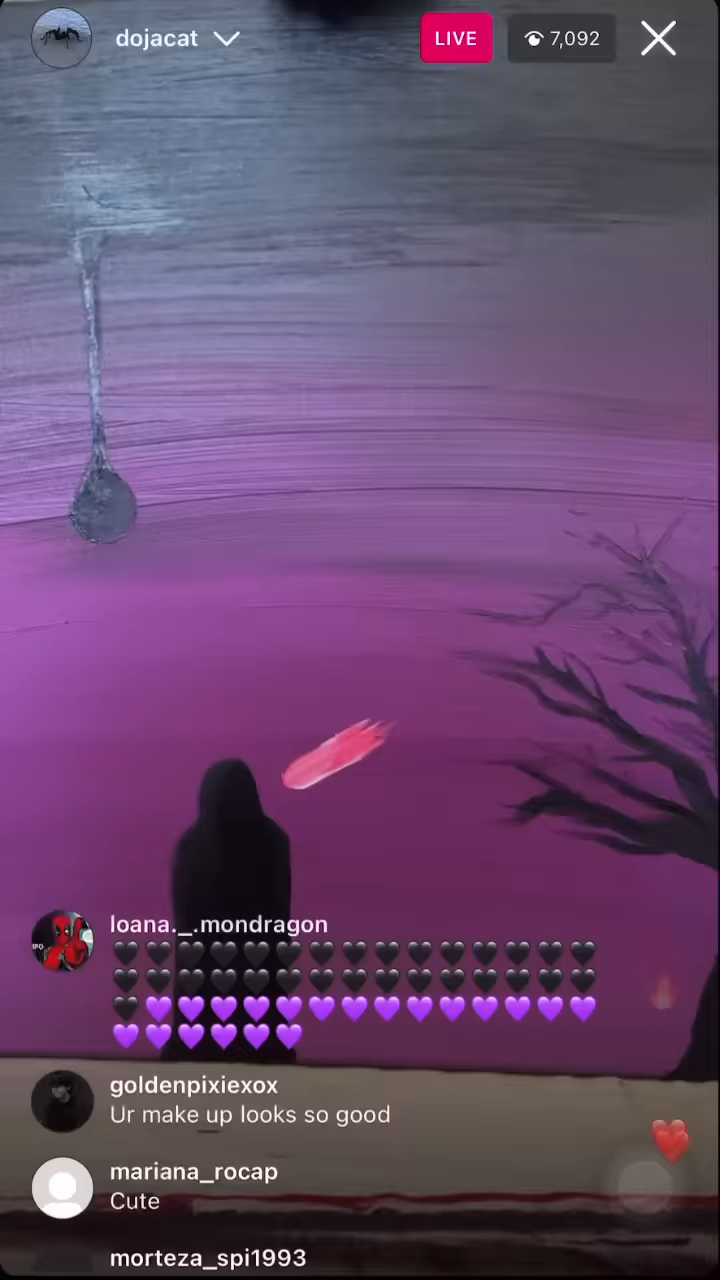 dojacat
LIVE
7,092
loana._.mondragon
🖤🖤🖤🖤🖤🖤🖤🖤🖤🖤🖤🖤🖤🖤🖤
🖤🖤🖤🖤🖤🖤🖤🖤🖤🖤🖤🖤🖤🖤🖤
🖤💜💜💜💜💜💜💜💜💜💜💜💜💜💜
💜💜💜💜💜💜
goldenpixiexox
Ur make up looks so good
mariana_rocap
Cute
morteza_spi1993